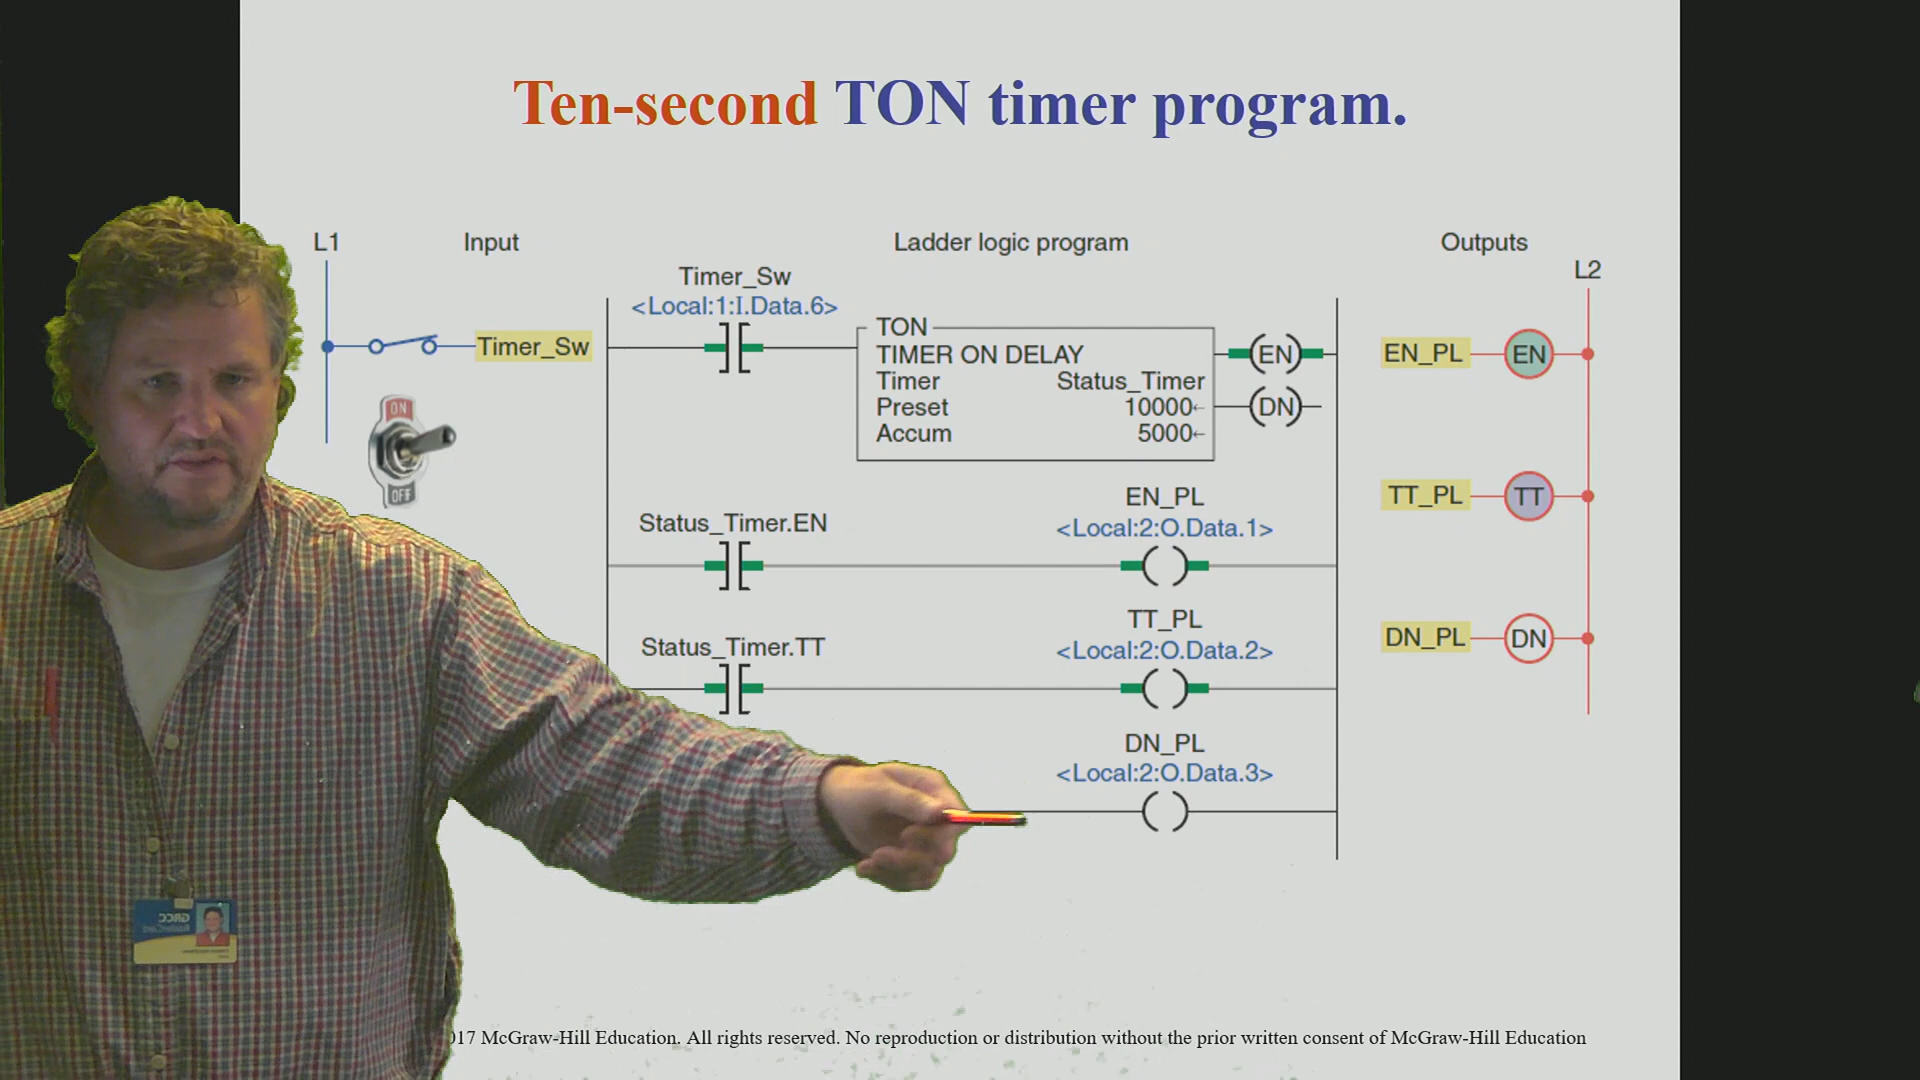 Ten-second TON timer program.
L1
Input
Ladder logic program
Outputs
L2
Timer_Sw
<Local:1:I.Data.6>
Timer_Sw
TON
TIMER ON DELAY
Timer Status_Timer
Preset 10000←
Accum 5000←
EN
DN
EN_PL
EN
ON
OFF
Status_Timer.EN
EN_PL
<Local:2:O.Data.1>
TT_PL
TT
Status_Timer.TT
TT_PL
<Local:2:O.Data.2>
DN_PL
DN
DN_PL
<Local:2:O.Data.3>
GRCC
17 McGraw-Hill Education. All rights reserved. No reproduction or distribution without the prior written consent of McGraw-Hill Education